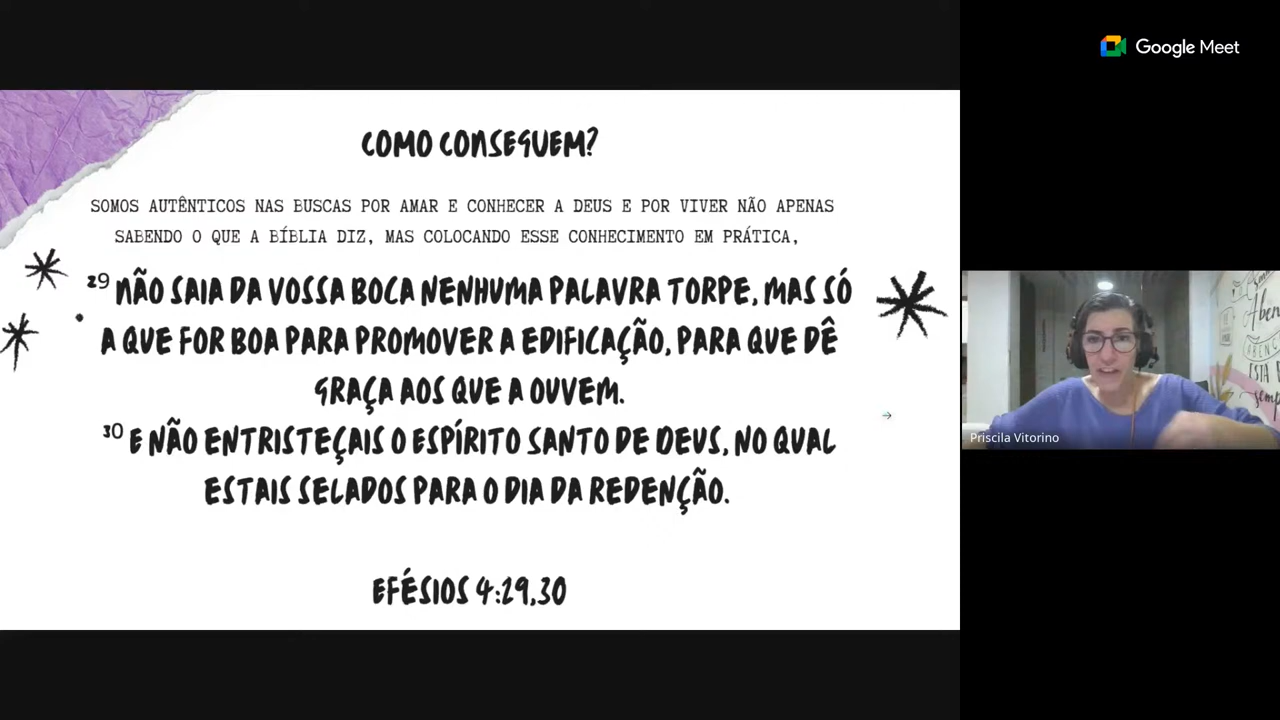 Google Meet
COMO CONSEGUEM?
SOMOS AUTÊNTICOS NAS BUSCAS POR AMAR E CONHECER A DEUS E POR VIVER NÃO APENAS
SABENDO O QUE A BÍBLIA DIZ, MAS COLOCANDO ESSE CONHECIMENTO EM PRÁTICA,
²9 NÃO SAIA DA VOSSA BOCA NENHUMA PALAVRA TORPE, MAS SÓ
A QUE FOR BOA PARA PROMOVER A EDIFICAÇÃO, PARA QUE DÊ
GRAÇA AOS QUE A OUVEM.
³0 E NÃO ENTRISTEÇAIS O ESPÍRITO SANTO DE DEUS, NO QUAL
ESTAIS SELADOS PARA O DIA DA REDENÇÃO.
EFÉSIOS 4:29,30
Priscila Vitorino